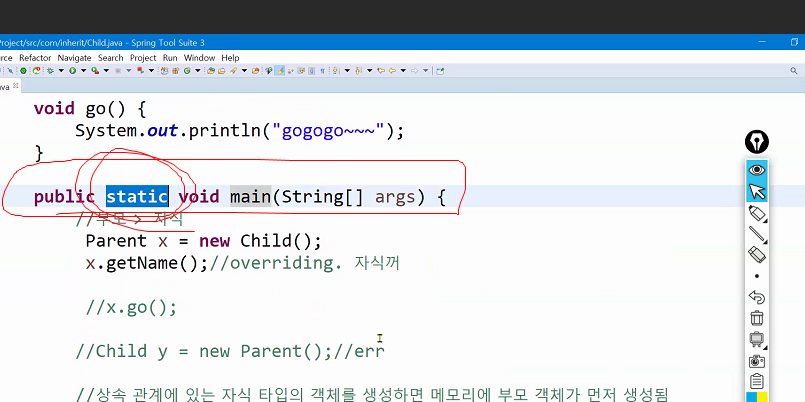 Project/src/com/inherit/Child.java - Spring Tool Suite 3
rce Refactor Navigate Search Project Run Window Help
ava
void go() {
System.out.println("gogogo~~~");
}
public static void main(String[] args) {
//부모 > 자식
Parent x = new Child();
x.getName();//overriding. 자식꺼
//x.go();
//Child y = new Parent();//err
//상속 관계에 있는 자식 타입의 객체를 생성하면 메모리에 부모 객체가 먼저 생성됨